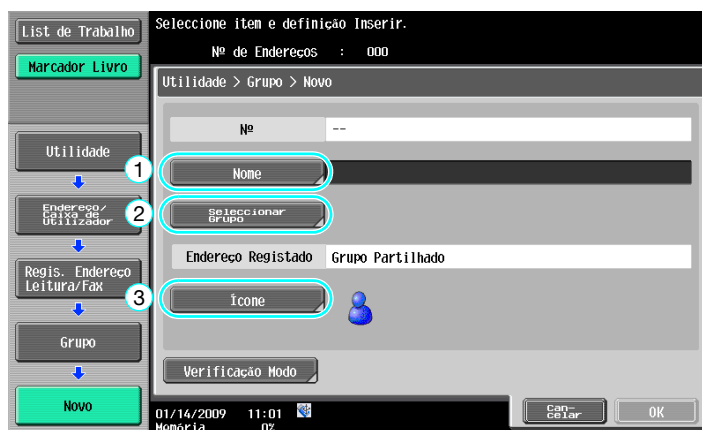 List de Trabalho
Marcador Livro
Seleccione item e definição Inserir.
Nº de Endereços : 000
Utilidade > Grupo > Novo
Nº --
Utilidade
1 Nome
Endereço/
Caixa de
Utilizador
2 Seleccionar
Grupo
Endereço Registado Grupo Partilhado
Regis. Endereço
Leitura/Fax
3 Ícone
Grupo
Verificação Modo
Novo
01/14/2009 11:01
Memória 0%
Can-
celar
OK